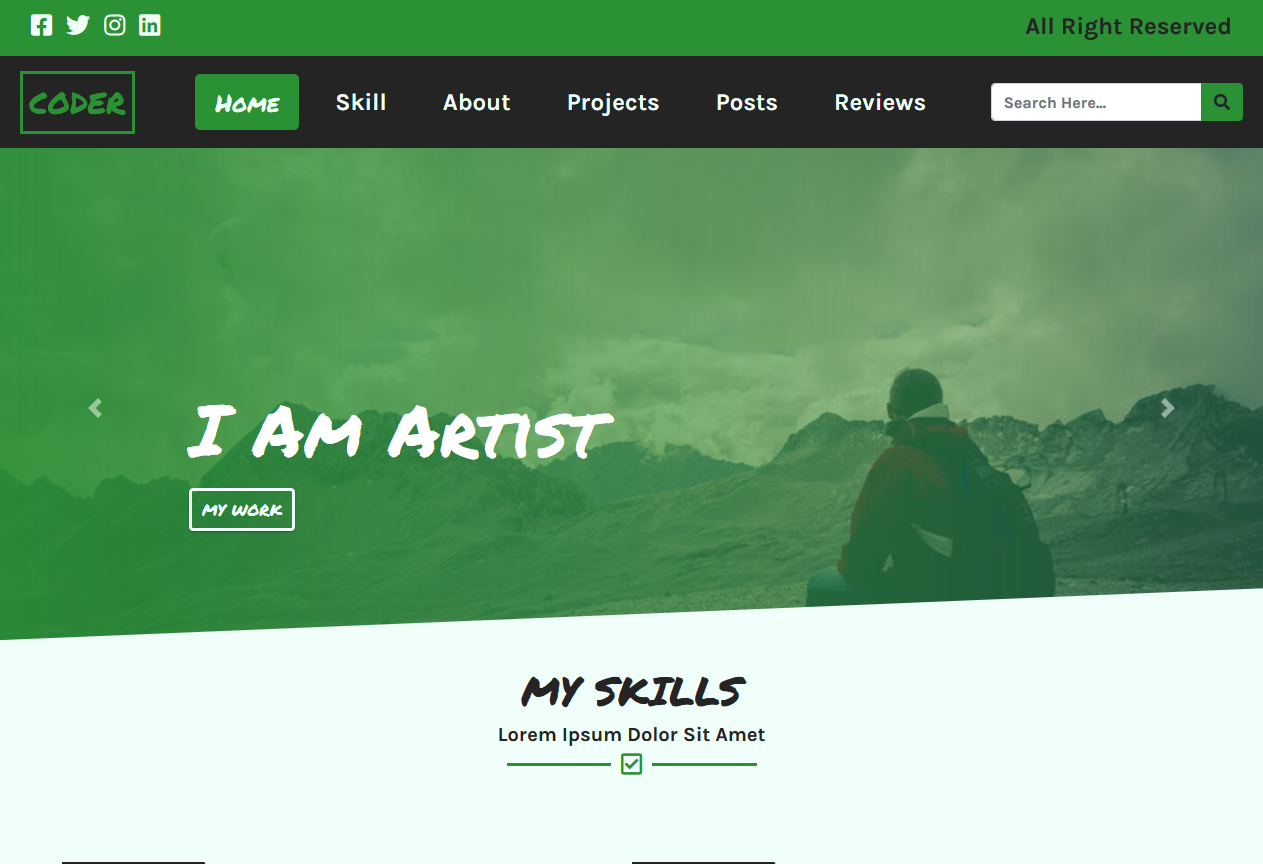 All Right Reserved
CODER
Home
Skill
About
Projects
Posts
Reviews
Search Here...
I Am Artist
MY WORK
MY SKILLS
Lorem Ipsum Dolor Sit Amet